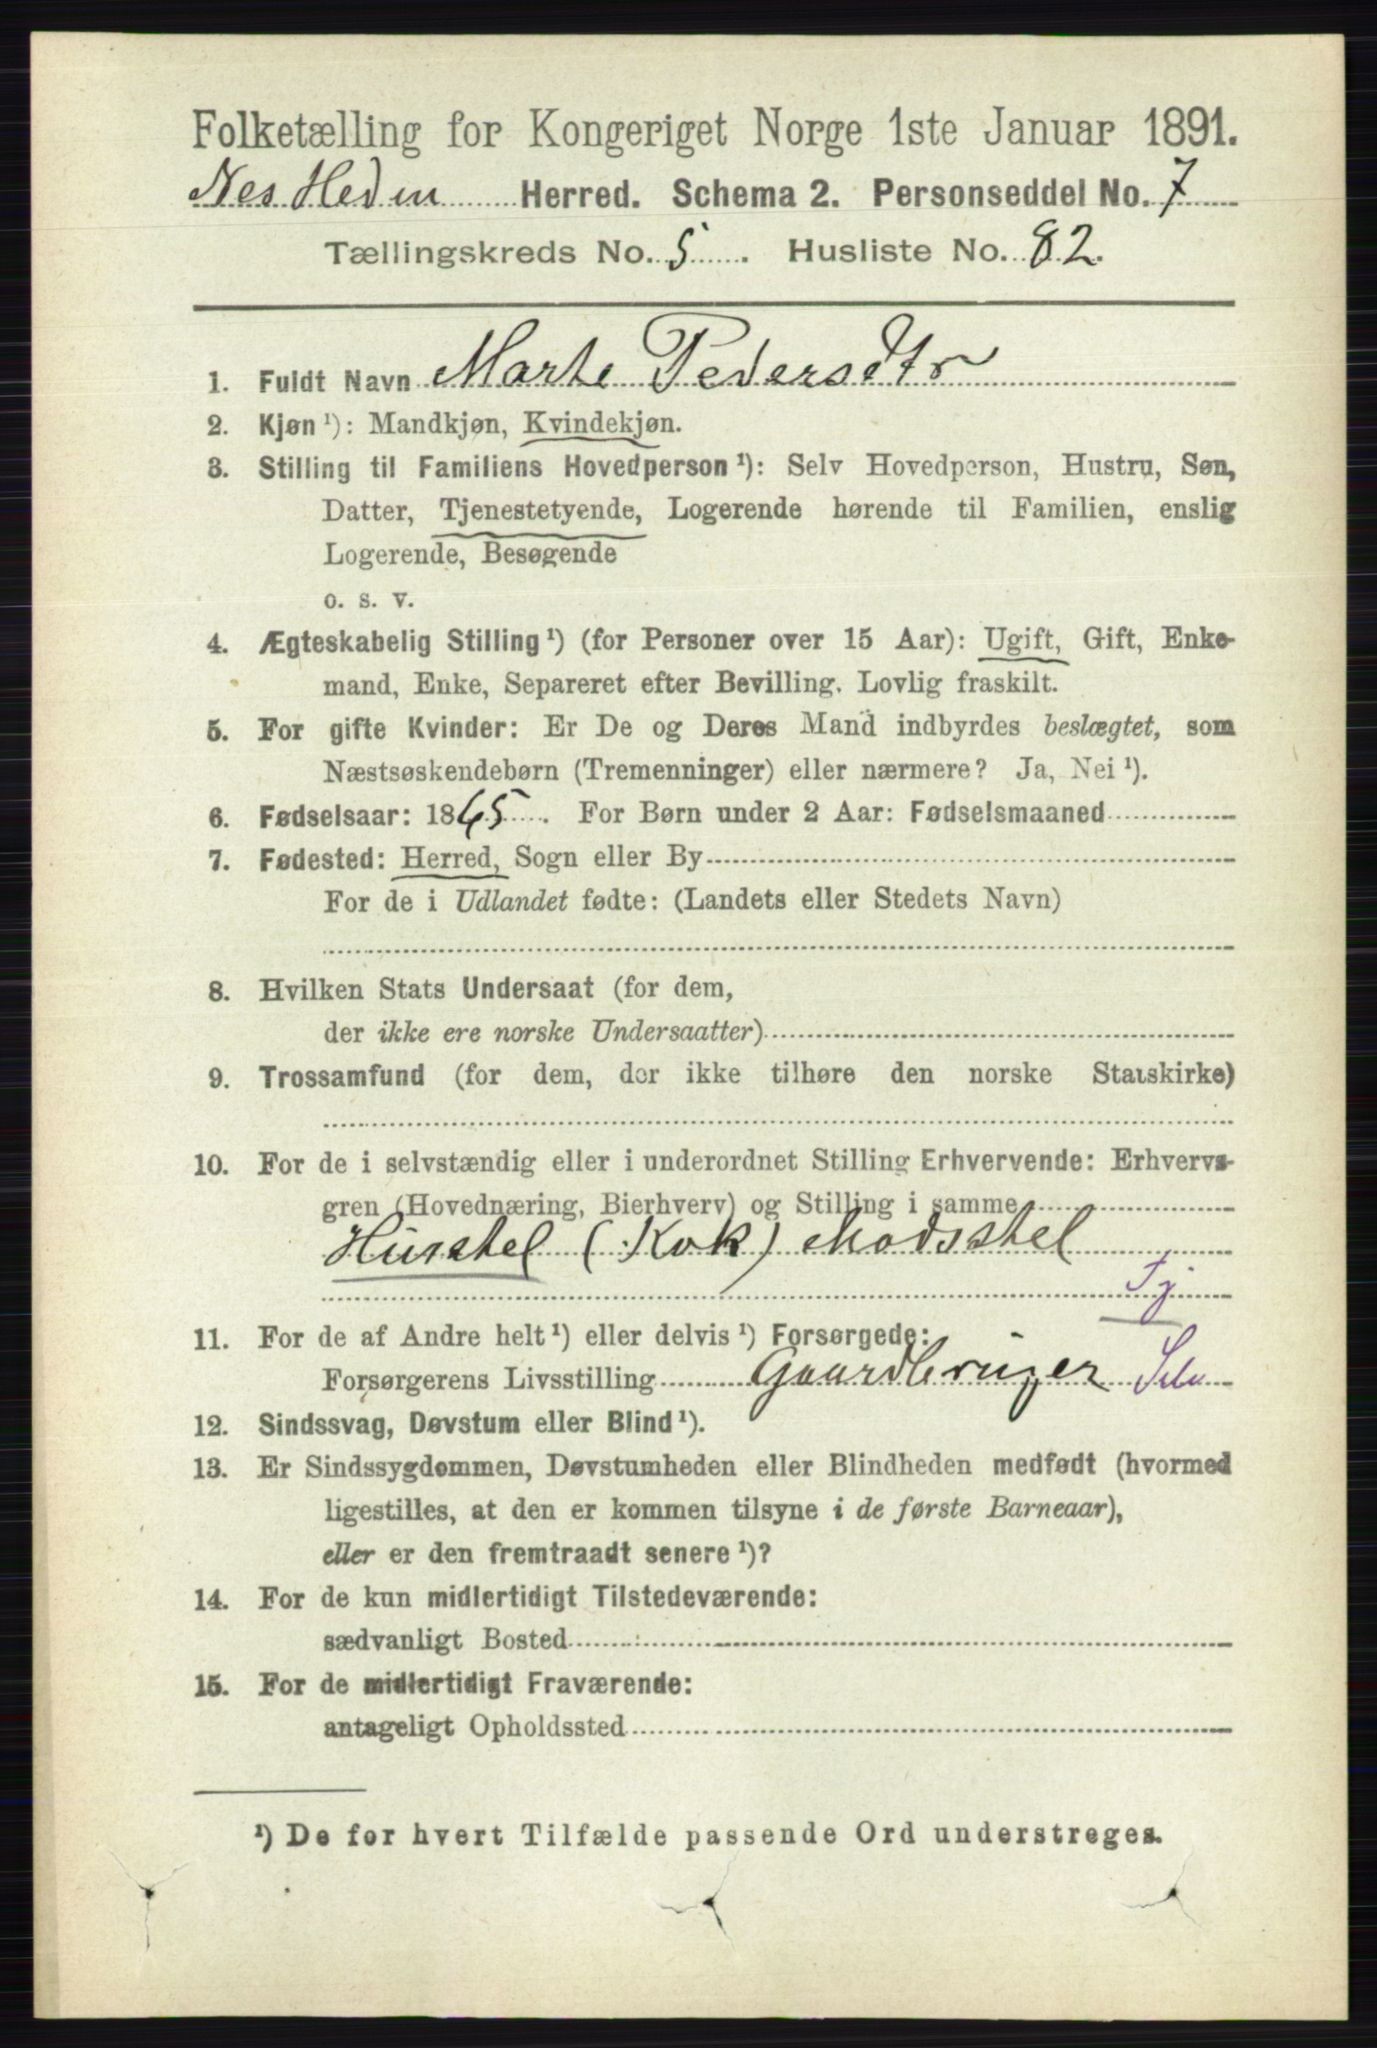 Folketælling for Kongeriget Norge 1ste Januar 1891.
Nes Hedm Herred. Schema 2. Personseddel No. 7
Tællingskreds No. 5. Husliste No. 82.
1. Fuldt Navn Marte Pedersdtr
2. Kjøn ¹): Mandkjøn, Kvindekjøn.
3. Stilling til Familiens Hovedperson ¹): Selv Hovedperson, Hustru, Søn,
Datter, Tjenestetyende, Logerende hørende til Familien, enslig
Logerende, Besøgende
o. s. v.
4. Ægteskabelig Stilling ¹) (for Personer over 15 Aar): Ugift, Gift, Enke-
mand, Enke, Separeret efter Bevilling. Lovlig fraskilt.
5. For gifte Kvinder: Er De og Deres Mand indbyrdes beslægtet, som
Næstsøskendebørn (Tremenninger) eller nærmere? Ja, Nei ¹).
6. Fødselsaar: 1865. For Børn under 2 Aar: Fødselsmaaned
7. Fødested: Herred, Sogn eller By
For de i Udlandet fødte: (Landets eller Stedets Navn)
8. Hvilken Stats Undersaat (for dem,
der ikke ere norske Undersaatter)
9. Trossamfund (for dem, der ikke tilhøre den norske Statskirke)
10. For de i selvstændig eller i underordnet Stilling Erhvervende: Erhvervs-
gren (Hovednæring, Bierhverv) og Stilling i samme
Husstel (Kok) Madsstel
Tj
11. For de af Andre helt ¹) eller delvis ¹) Forsørgede:
Forsørgerens Livsstilling Gaardbruger Selv
12. Sindssvag, Døvstum eller Blind ¹).
13. Er Sindssygdommen, Døvstumheden eller Blindheden medfødt (hvormed
ligestilles, at den er kommen tilsyne i de første Barneaar),
eller er den fremtraadt senere ¹)?
14. For de kun midlertidigt Tilstedeværende:
sædvanligt Bosted
15. For de midlertidigt Fraværende:
antageligt Opholdssted
¹) De for hvert Tilfælde passende Ord understreges.